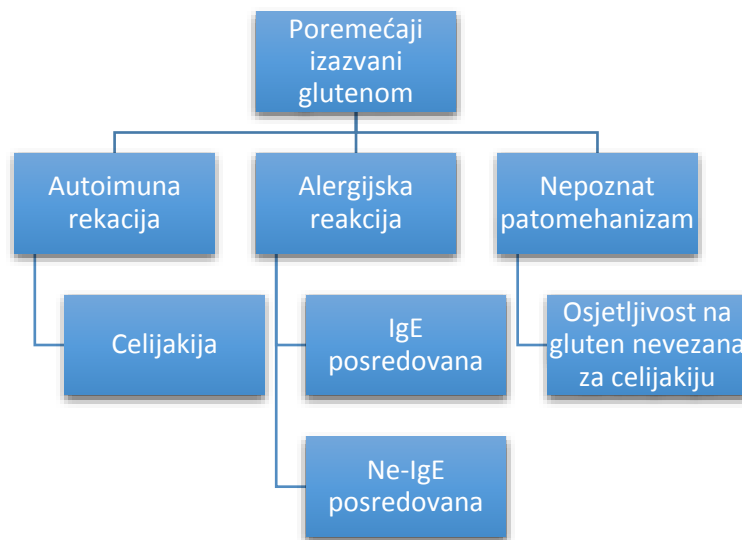 Poremećaji
izazvani
glutenom
Autoimuna
rekacija
Alergijska
reakcija
Nepoznat
patomehanizam
Celijakija
IgE
posredovana
Osjetljivost na
gluten nevezana
za celijakiju
Ne-IgE
posredovana